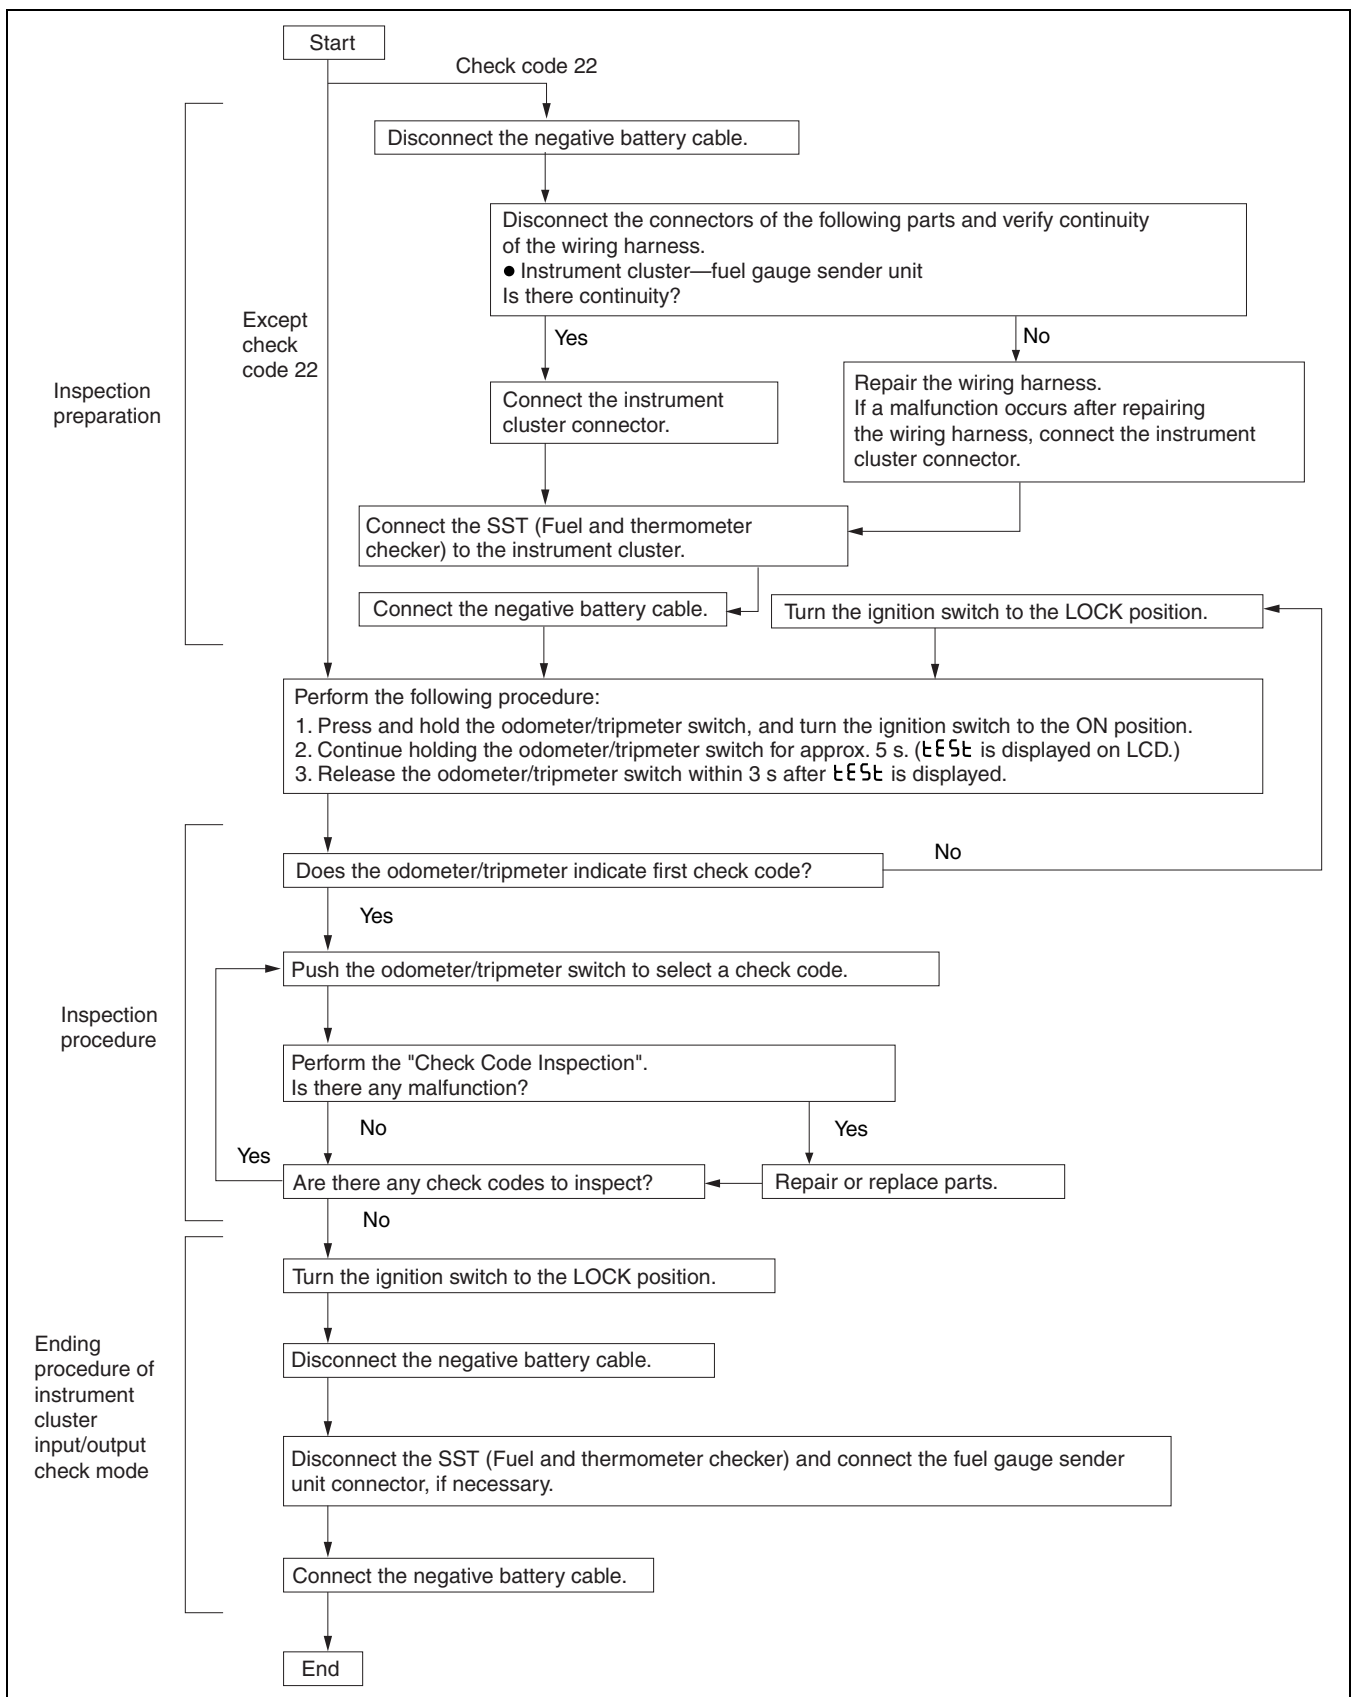 Start
Check code 22
Disconnect the negative battery cable.
Disconnect the connectors of the following parts and verify continuity
of the wiring harness.
● Instrument cluster—fuel gauge sender unit
Is there continuity?
Except
check
code 22
Yes
No
Inspection
preparation
Connect the instrument
cluster connector.
Repair the wiring harness.
If a malfunction occurs after repairing
the wiring harness, connect the instrument
cluster connector.
Connect the SST (Fuel and thermometer
checker) to the instrument cluster.
Connect the negative battery cable.
Turn the ignition switch to the LOCK position.
Perform the following procedure:
1. Press and hold the odometer/tripmeter switch, and turn the ignition switch to the ON position.
2. Continue holding the odometer/tripmeter switch for approx. 5 s. (tESt is displayed on LCD.)
3. Release the odometer/tripmeter switch within 3 s after tESt is displayed.
Does the odometer/tripmeter indicate first check code?
No
Yes
Push the odometer/tripmeter switch to select a check code.
Inspection
procedure
Perform the "Check Code Inspection".
Is there any malfunction?
No
Yes
Yes
Are there any check codes to inspect?
Repair or replace parts.
No
Turn the ignition switch to the LOCK position.
Ending
procedure of
instrument
cluster
input/output
check mode
Disconnect the negative battery cable.
Disconnect the SST (Fuel and thermometer checker) and connect the fuel gauge sender
unit connector, if necessary.
Connect the negative battery cable.
End